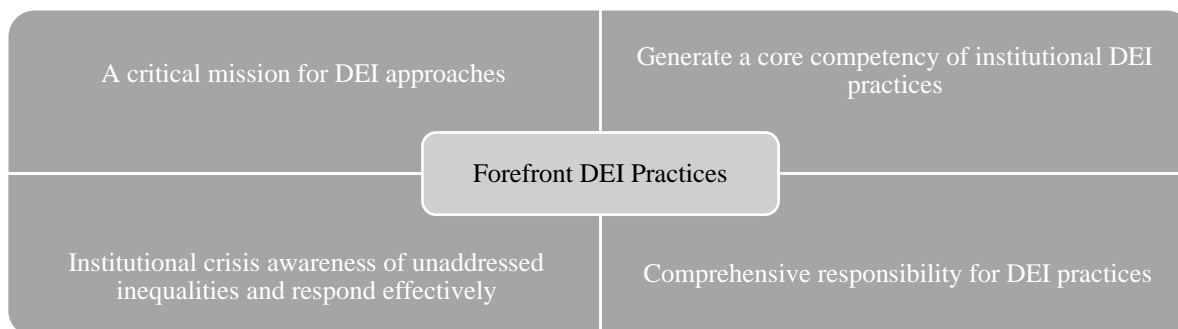 A critical mission for DEI approaches
Generate a core competency of institutional DEI
practices
Forefront DEI Practices
Institutional crisis awareness of unaddressed
inequalities and respond effectively
Comprehensive responsibility for DEI practices